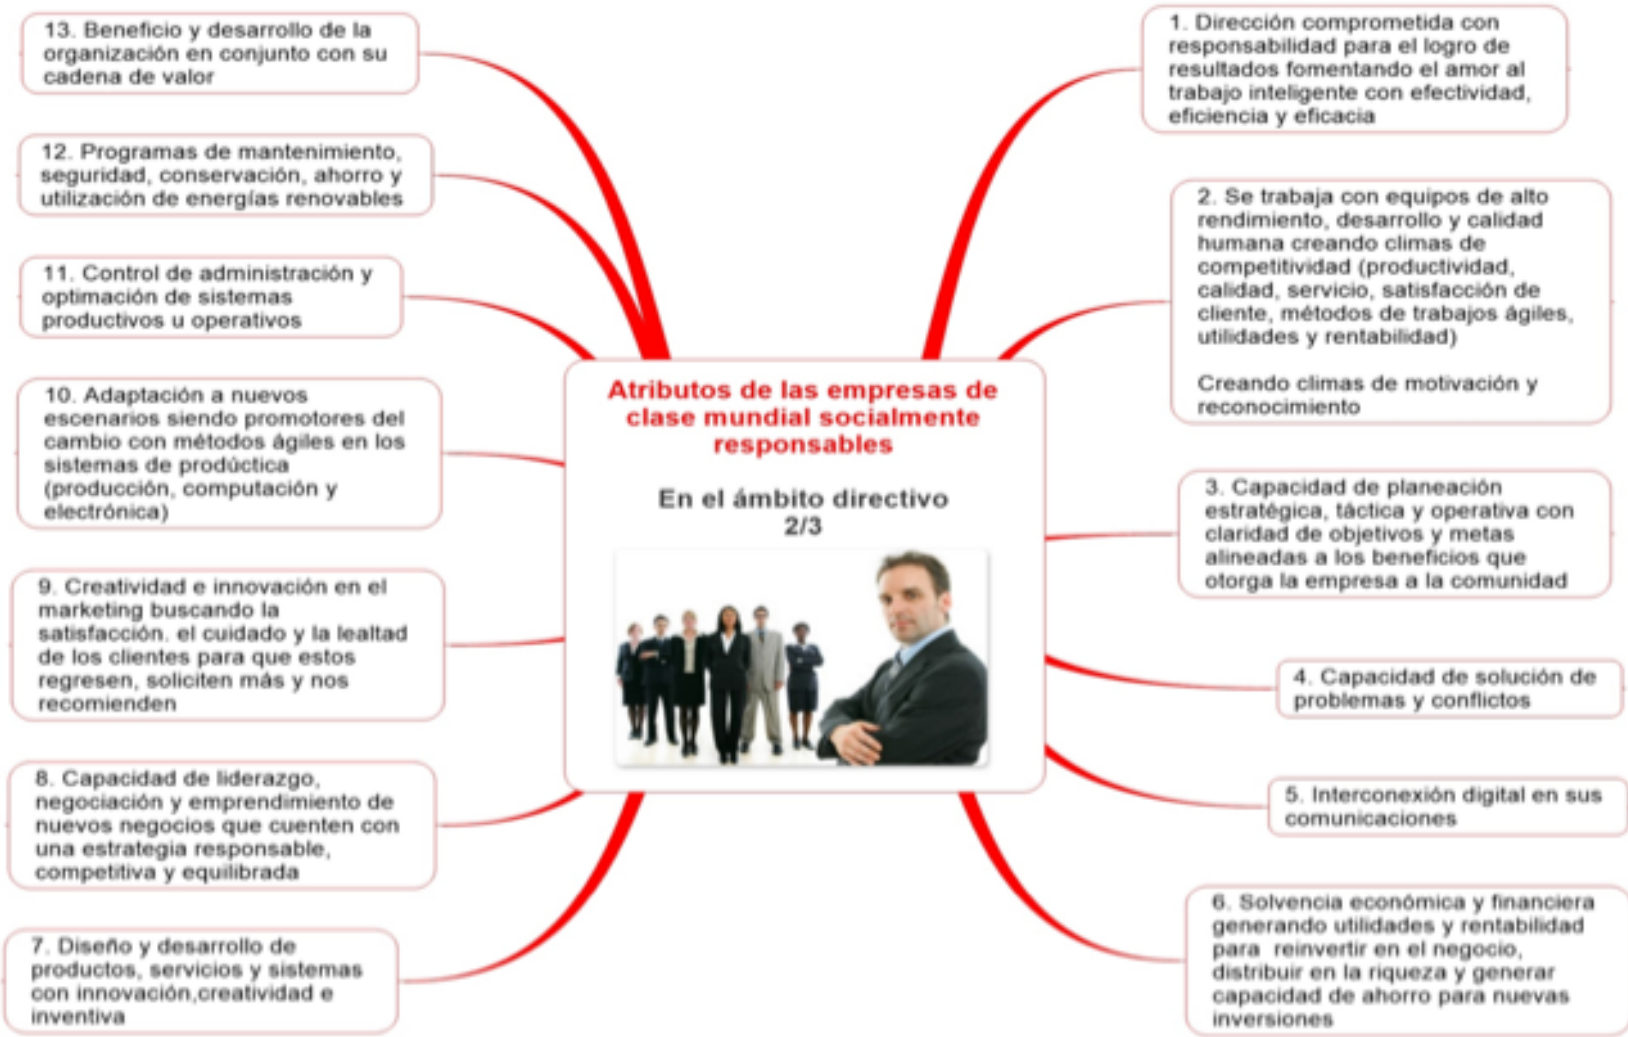 Atributos de las empresas de
clase mundial socialmente
responsables
En el ámbito directivo
2/3
1. Dirección comprometida con
responsabilidad para el logro de
resultados fomentando el amor al
trabajo inteligente con efectividad,
eficiencia y eficacia
2. Se trabaja con equipos de alto
rendimiento, desarrollo y calidad
humana creando climas de
competitividad (productividad,
calidad, servicio, satisfacción de
cliente, métodos de trabajos ágiles,
utilidades y rentabilidad)
Creando climas de motivación y
reconocimiento
3. Capacidad de planeación
estratégica, táctica y operativa con
claridad de objetivos y metas
alineadas a los beneficios que
otorga la empresa a la comunidad
4. Capacidad de solución de
problemas y conflictos
5. Interconexión digital en sus
comunicaciones
6. Solvencia económica y financiera
generando utilidades y rentabilidad
para reinvertir en el negocio,
distribuir en la riqueza y generar
capacidad de ahorro para nuevas
inversiones
7. Diseño y desarrollo de
productos, servicios y sistemas
con innovación,creatividad e
inventiva
8. Capacidad de liderazgo,
negociación y emprendimiento de
nuevos negocios que cuenten con
una estrategia responsable,
competitiva y equilibrada
9. Creatividad e innovación en el
marketing buscando la
satisfacción. el cuidado y la lealtad
de los clientes para que estos
regresen, soliciten más y nos
recomienden
10. Adaptación a nuevos
escenarios siendo promotores del
cambio con métodos ágiles en los
sistemas de prodúctica
(producción, computación y
electrónica)
11. Control de administración y
optimación de sistemas
productivos u operativos
12. Programas de mantenimiento,
seguridad, conservación, ahorro y
utilización de energías renovables
13. Beneficio y desarrollo de la
organización en conjunto con su
cadena de valor